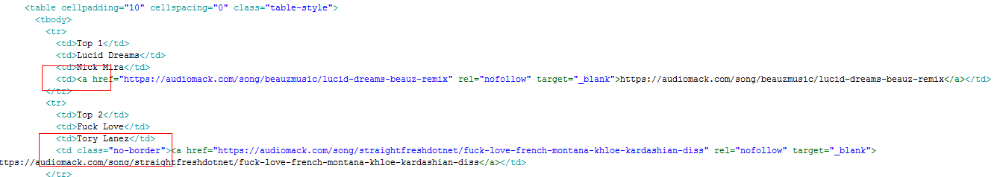 <table cellpadding="10" cellspacing="0" class="table-style">
<tbody>
<tr>
<td>Top 1</td>
<td>Lucid Dreams</td>
<td>Nick Mira</td>
<td><a href="https://audiomack.com/song/beauzmusic/lucid-dreams-beauz-remix" rel="nofollow" target="_blank">https://audiomack.com/song/beauzmusic/lucid-dreams-beauz-remix</a></td>
</tr>
<tr>
<td>Top 2</td>
<td>Fuck Love</td>
<td>Tory Lanez</td>
<td class="no-border"><a href="https://audiomack.com/song/straightfreshdotnet/fuck-love-french-montana-khloe-kardashian-diss" rel="nofollow" target="_blank">
ttps://audiomack.com/song/straightfreshdotnet/fuck-love-french-montana-khloe-kardashian-diss</a></td>
</tr>